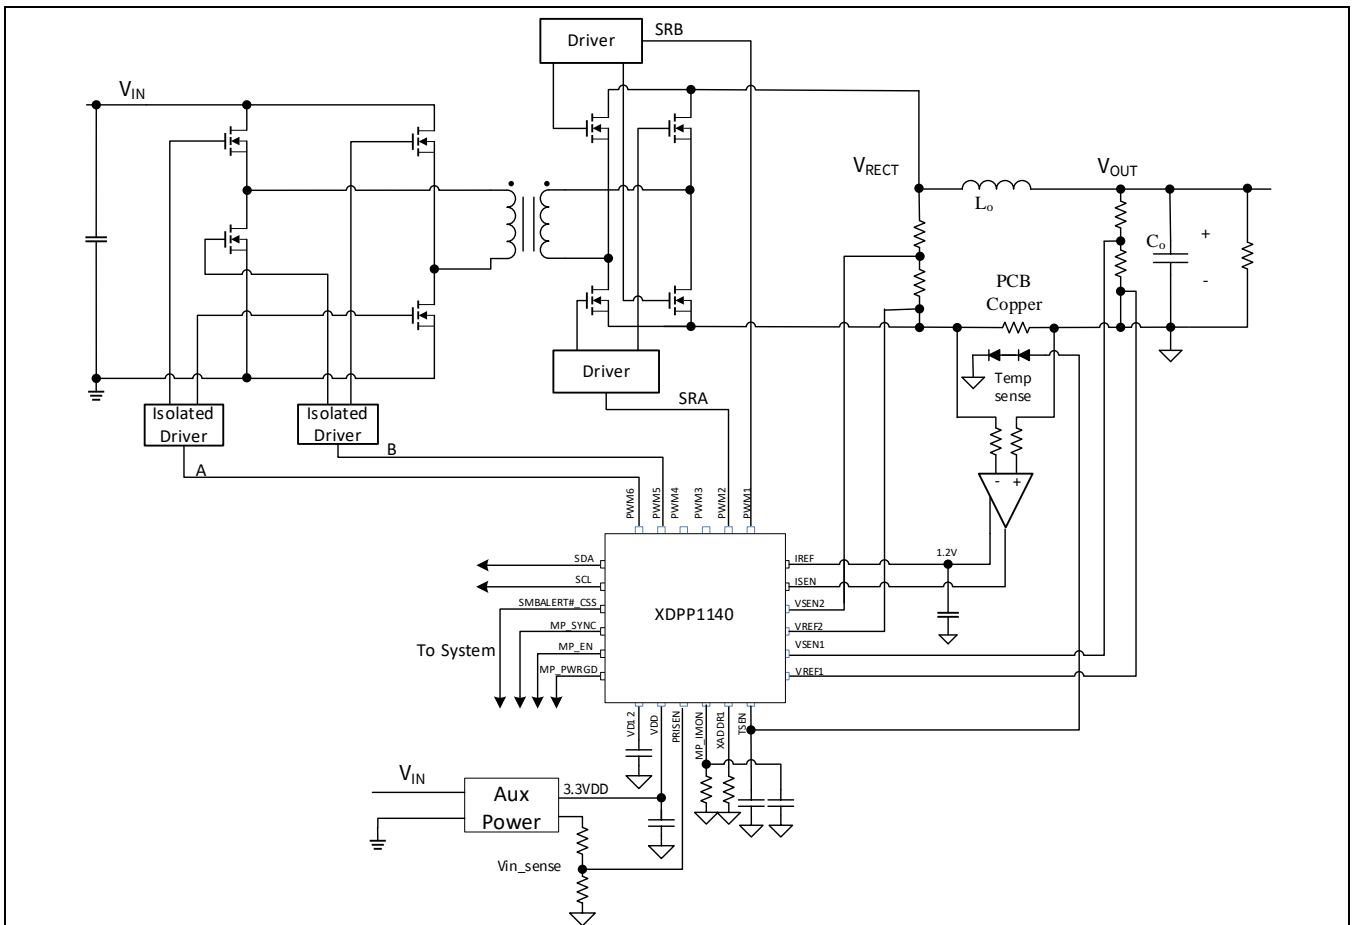 Driver
SRB
VIN
VRECT
VOUT
Lo
Co
+
-
PCB
Copper
Temp
sense
Driver
SRA
Isolated
Driver
Isolated
Driver
A
B
- +
PWM6
PWM5
PWM4
PWM3
PWM2
PWM1
SDA
SCL
SMBALERT#_CSS
MP_SYNC
MP_EN
MP_PWRGD
To System
XDPP1140
IREF
1.2V
ISEN
VSEN2
VREF2
VSEN1
VREF1
VD12
VDD
PRISEN
MP_IMON
XADDR1
TSEN
VIN
Aux
Power
3.3VDD
Vin_sense